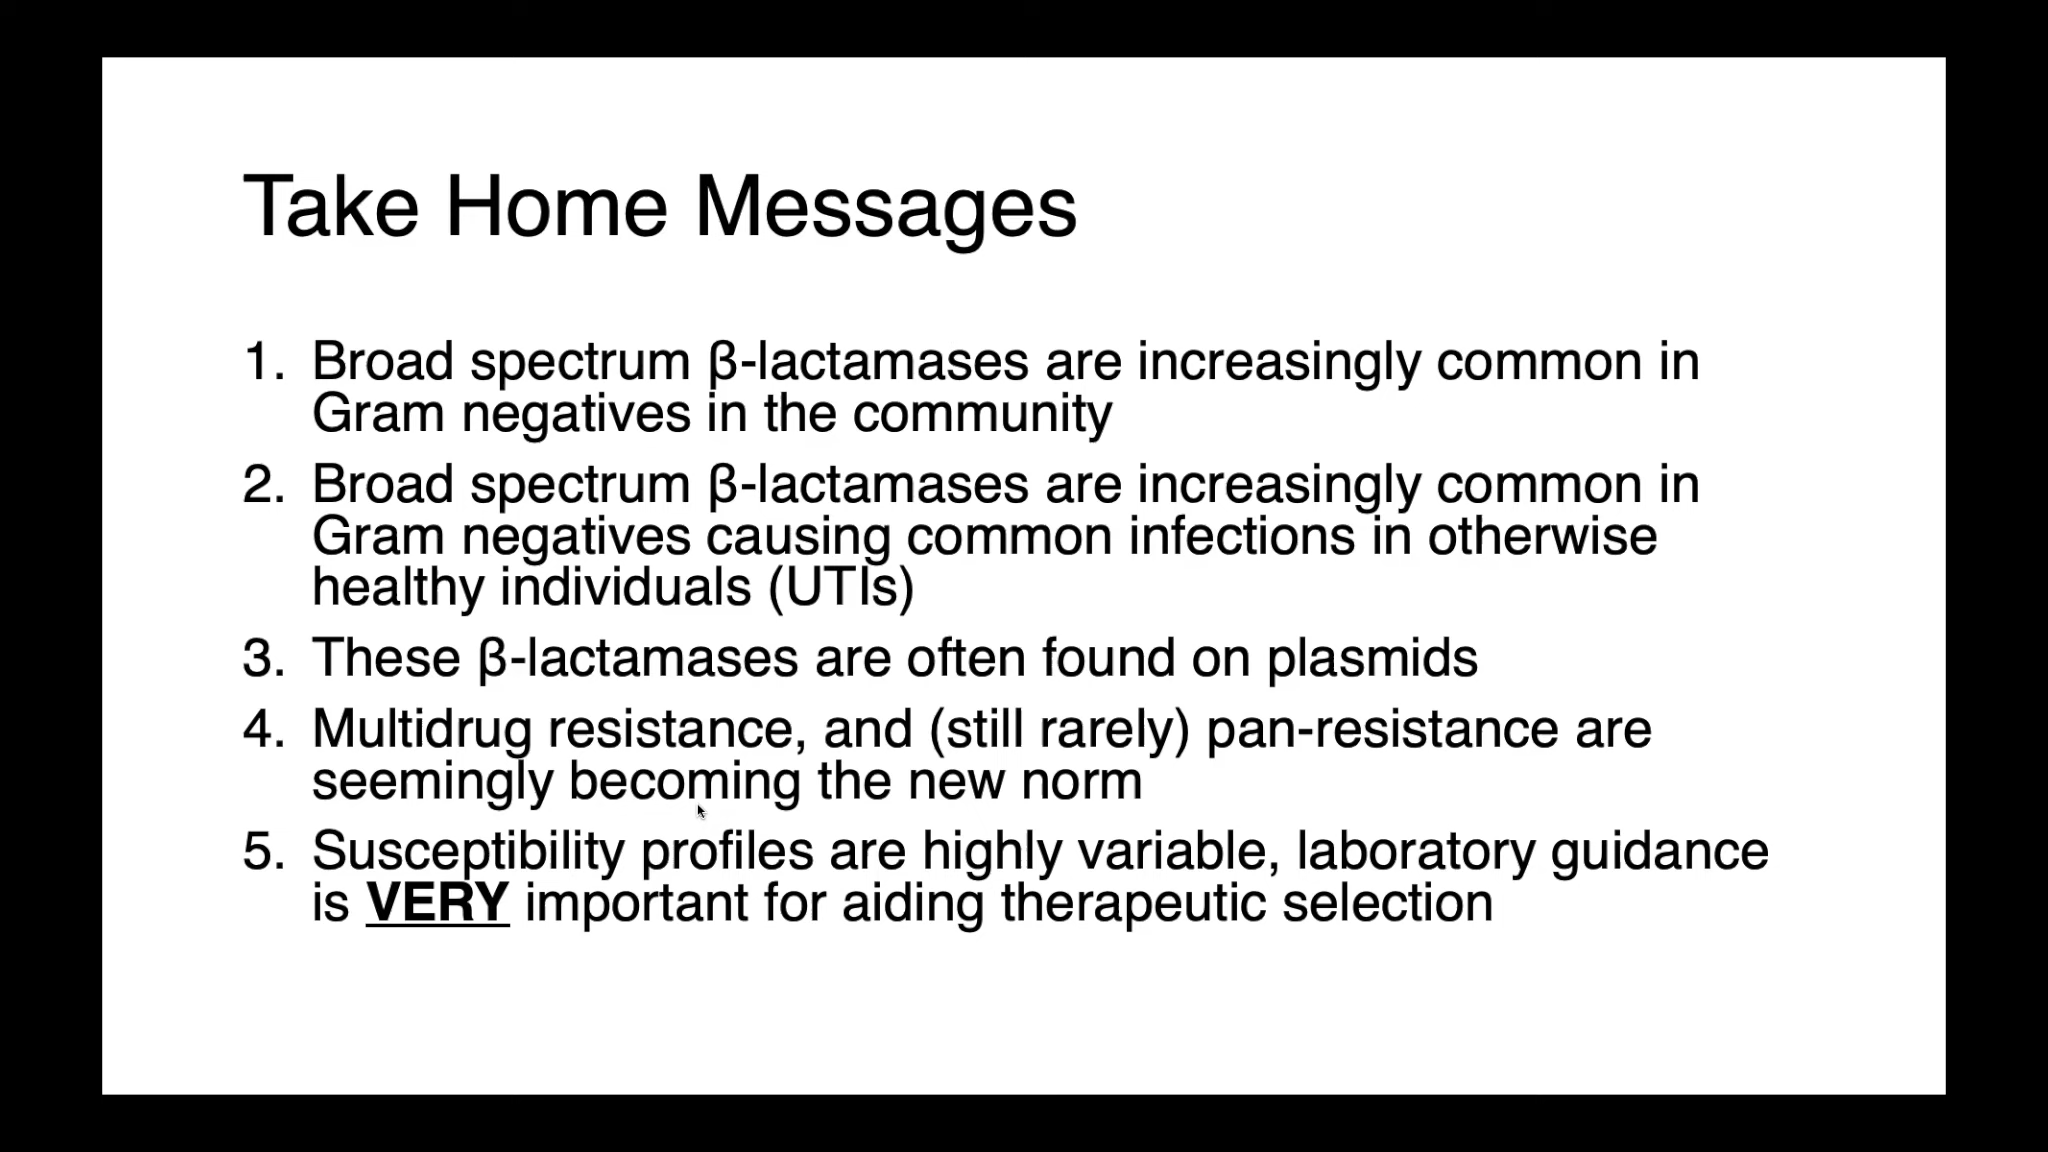 Take Home Messages
1. Broad spectrum β-lactamases are increasingly common in
Gram negatives in the community
2. Broad spectrum β-lactamases are increasingly common in
Gram negatives causing common infections in otherwise
healthy individuals (UTIs)
3. These β-lactamases are often found on plasmids
4. Multidrug resistance, and (still rarely) pan-resistance are
seemingly becoming the new norm
5. Susceptibility profiles are highly variable, laboratory guidance
is VERY important for aiding therapeutic selection